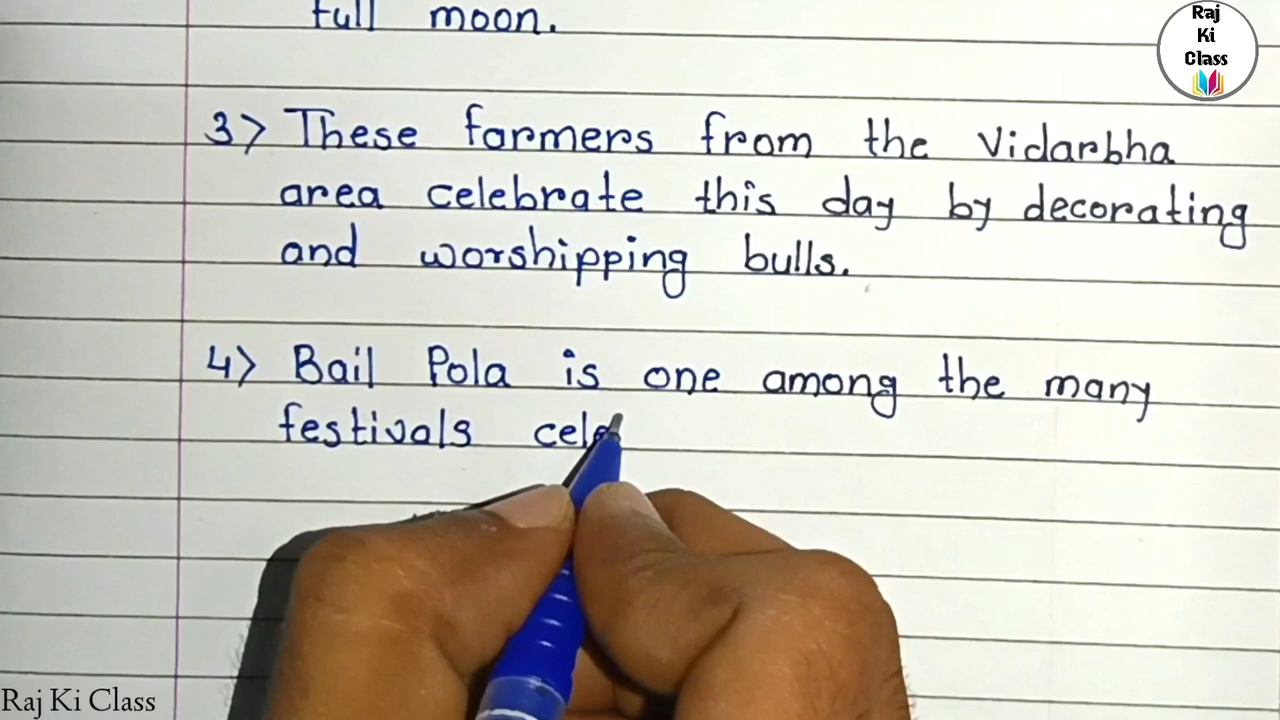 full moon.
Raj
Ki
Class
3> These farmers from the Vidarbha
area celebrate this day by decorating
and worshipping bulls.
4> Bail Pola is one among the many
festivals cele
Raj Ki Class